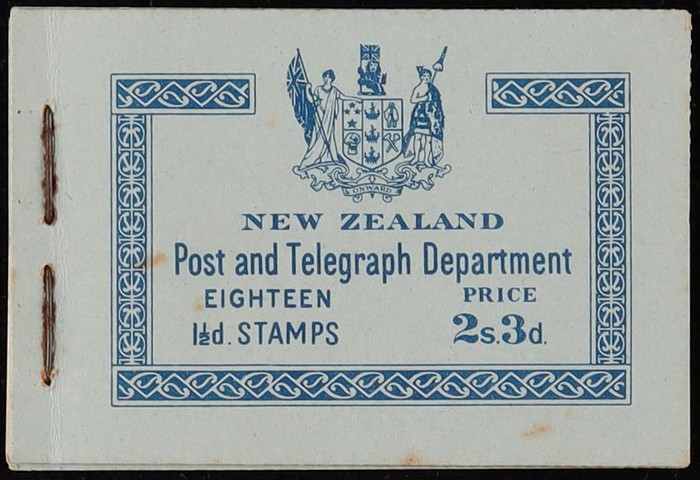 ONWARD
NEW ZEALAND
Post and Telegraph Department
EIGHTEEN PRICE
1½d. STAMPS 2s.3d.